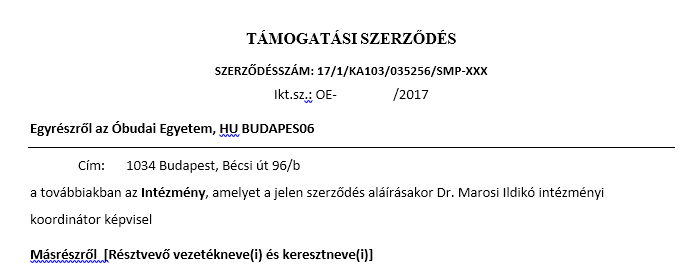 TÁMOGATÁSI SZERZŐDÉS
SZERZŐDÉSSZÁM: 17/1/KA103/035256/SMP-XXX
Ikt.sz.: OE- /2017
Egyrészről az Óbudai Egyetem, HU BUDAPES06
Cím: 1034 Budapest, Bécsi út 96/b
a továbbiakban az Intézmény, amelyet a jelen szerződés aláírásakor Dr. Marosi Ildikó intézményi
koordinátor képvisel
Másrészről [Résztvevő vezetékneve(i) és keresztneve(i)]